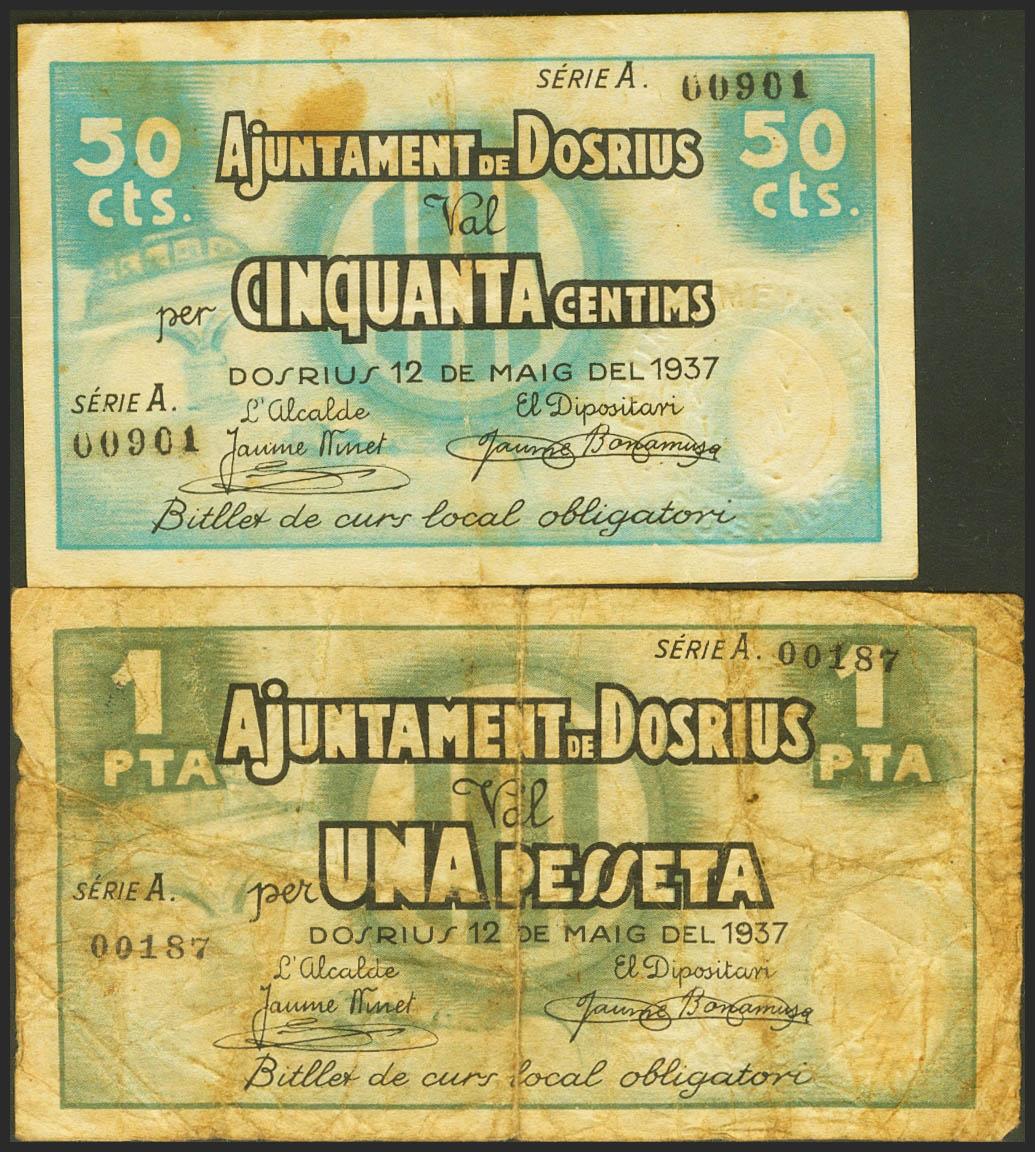 SÉRIE A. 00901
50 cts.
AJUNTAMENT DE DOSRIUS
50 cts.
Val
per CINQUANTA CENTIMS
DOSRIUS 12 DE MAIG DEL 1937
SÉRIE A.
00901
L'Alcalde
Jaume Ninet
El Dipositari
Jaume Bonamusa
Bitllet de curs local obligatori
SÉRIE A. 00187
1 PTA
AJUNTAMENT DE DOSRIUS
1 PTA
Val
per UNA PESSETA
SÉRIE A.
00187
DOSRIUS 12 DE MAIG DEL 1937
L'Alcalde
Jaume Ninet
El Dipositari
Jaume Bonamusa
Bitllet de curs local obligatori